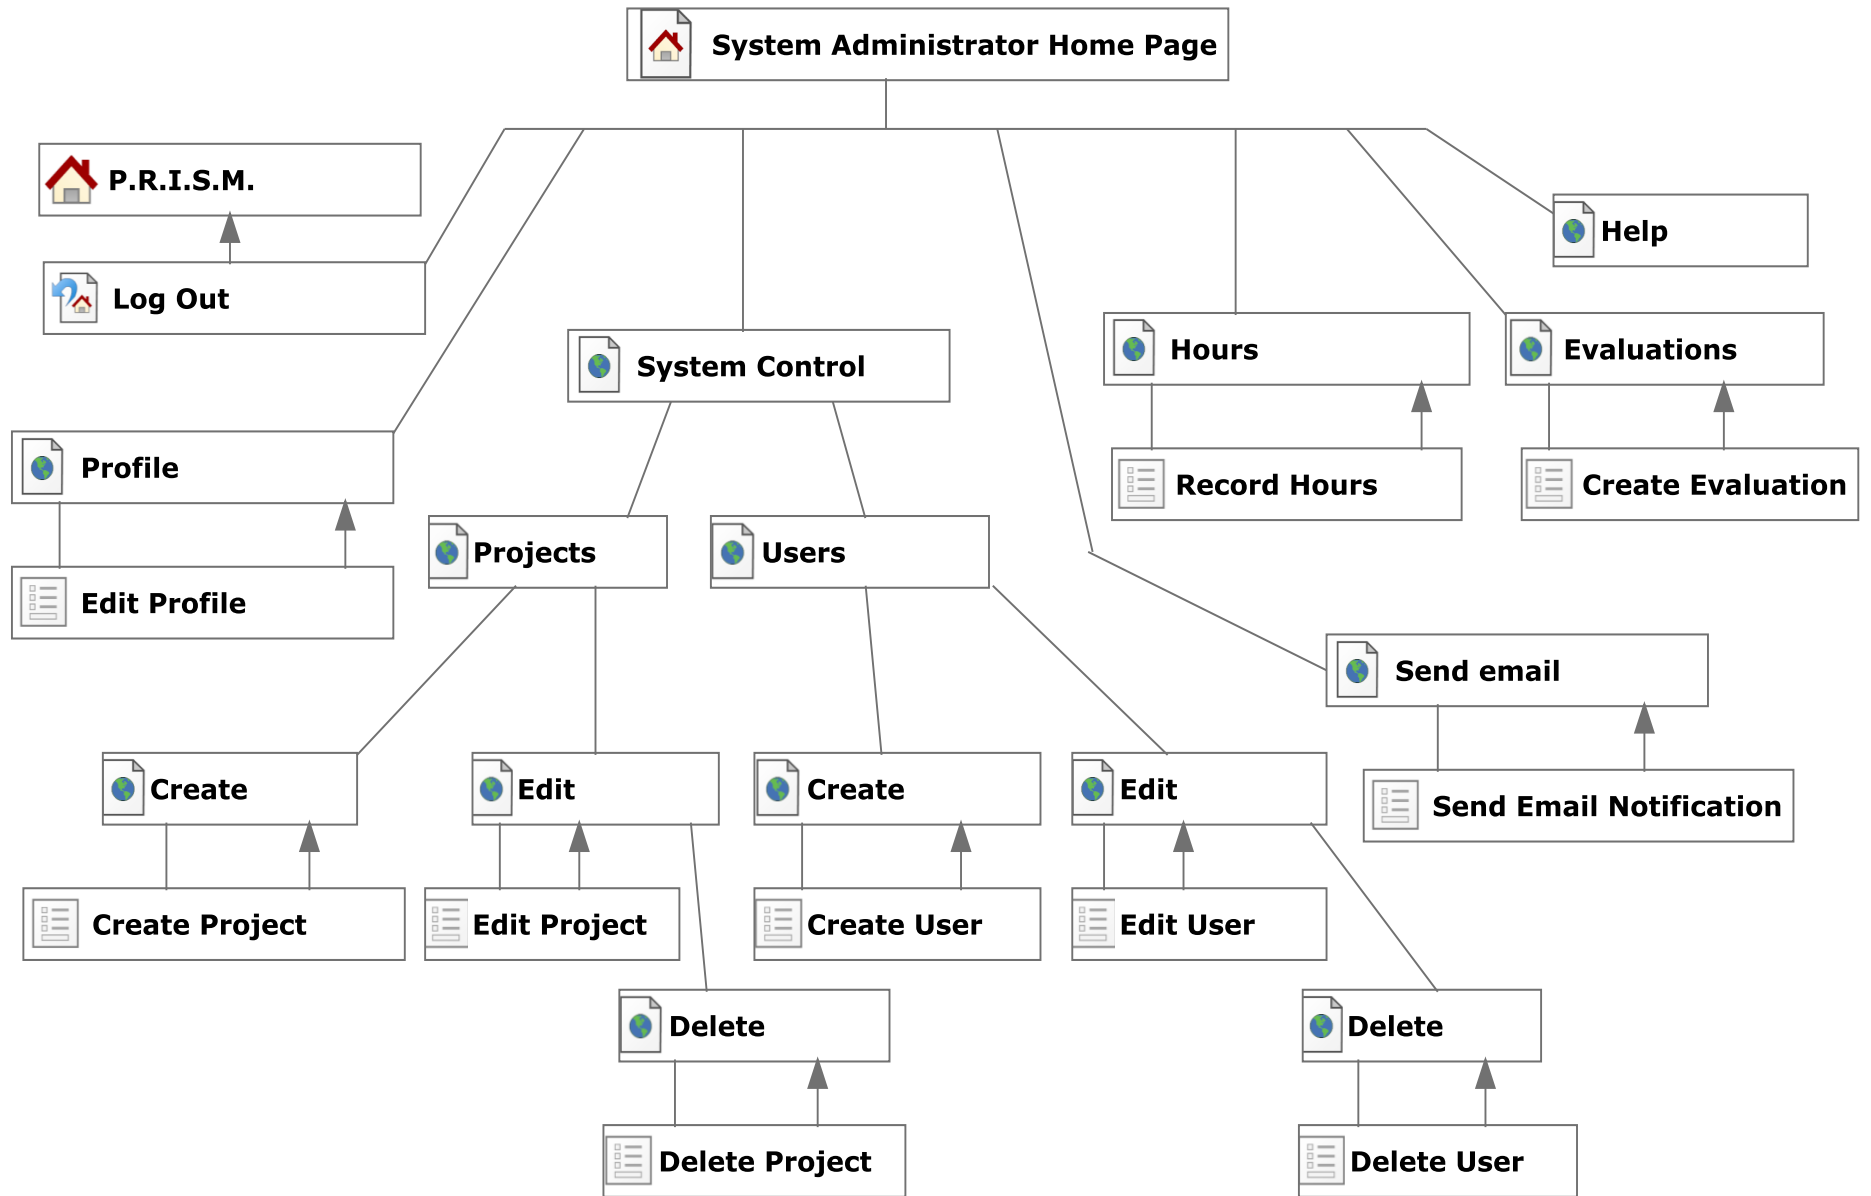 System Administrator Home Page
P.R.I.S.M.
Help
Log Out
Hours
Evaluations
System Control
Profile
Record Hours
Create Evaluation
Projects
Users
Edit Profile
Send email
Create
Edit
Create
Edit
Send Email Notification
Create Project
Edit Project
Create User
Edit User
Delete
Delete
Delete Project
Delete User